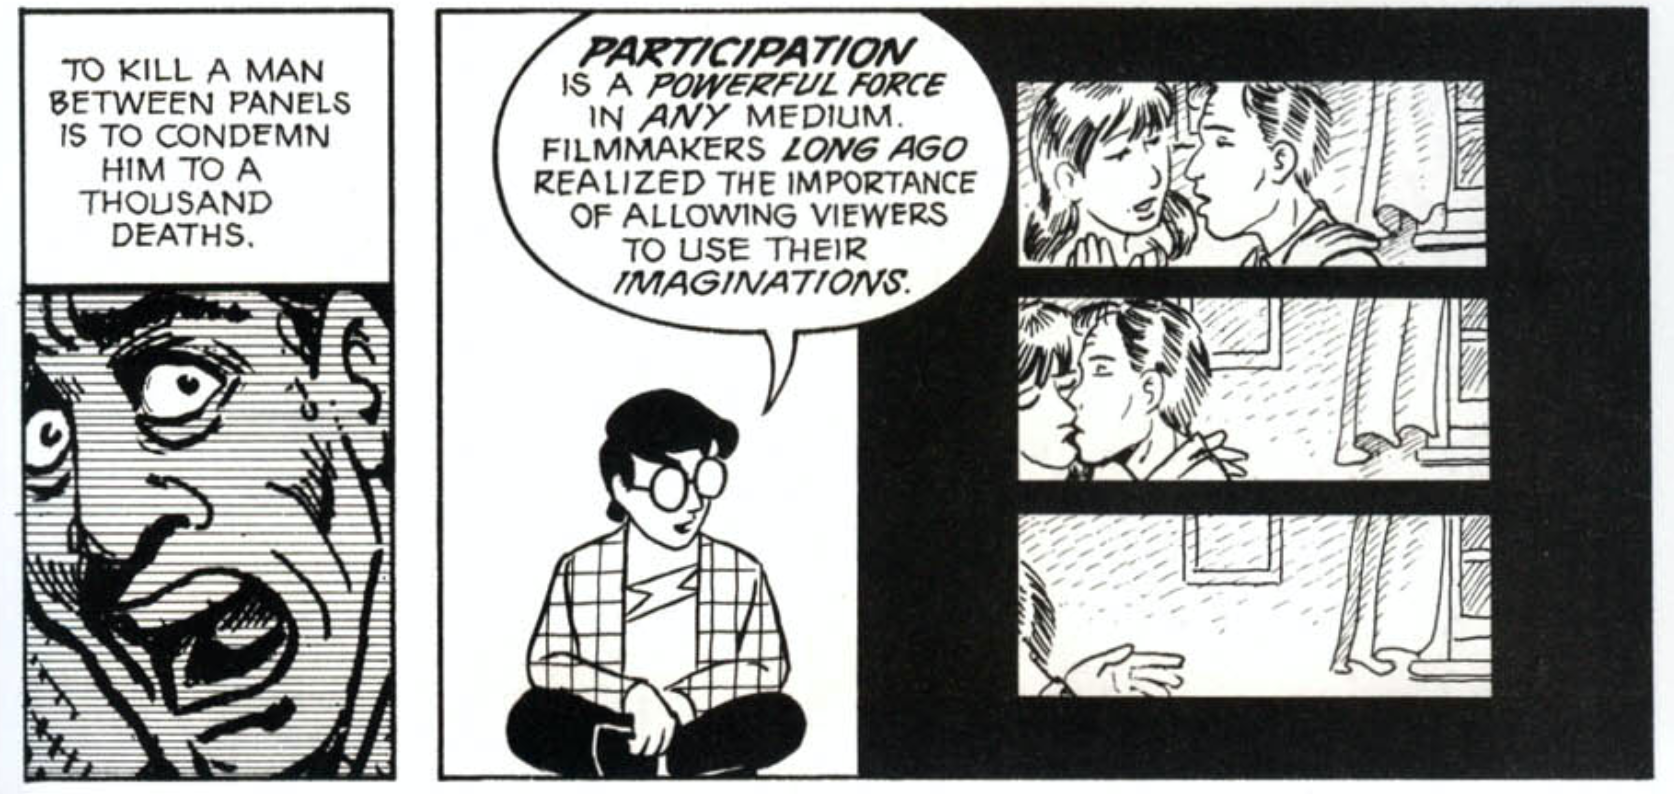 TO KILL A MAN
BETWEEN PANELS
IS TO CONDEMN
HIM TO A
THOUSAND
DEATHS.
PARTICIPATION
IS A POWERFUL FORCE
IN ANY MEDIUM.
FILMMAKERS LONG AGO
REALIZED THE IMPORTANCE
OF ALLOWING VIEWERS
TO USE THEIR
IMAGINATIONS.